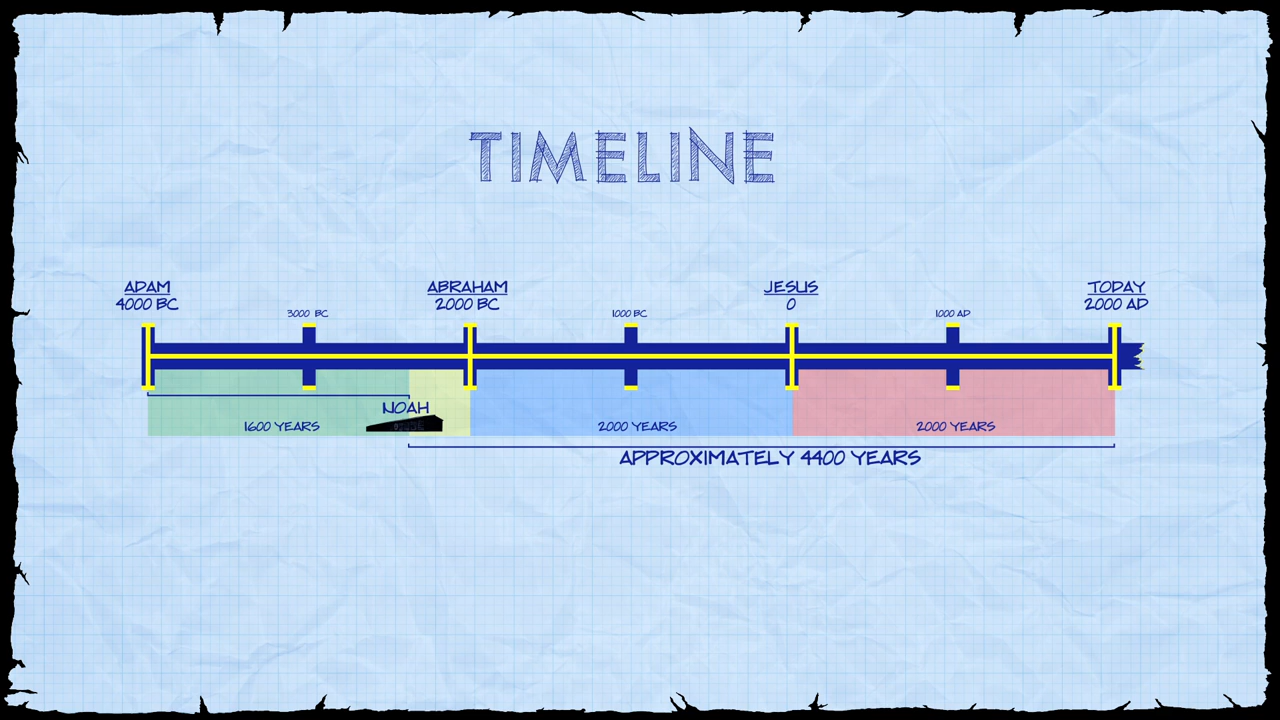 TIMELINE
ADAM
4000 BC
3000 BC
ABRAHAM
2000 BC
1000 BC
JESUS
0
1000 AD
TODAY
2000 AD
NOAH
1600 YEARS
2000 YEARS
2000 YEARS
APPROXIMATELY 4400 YEARS